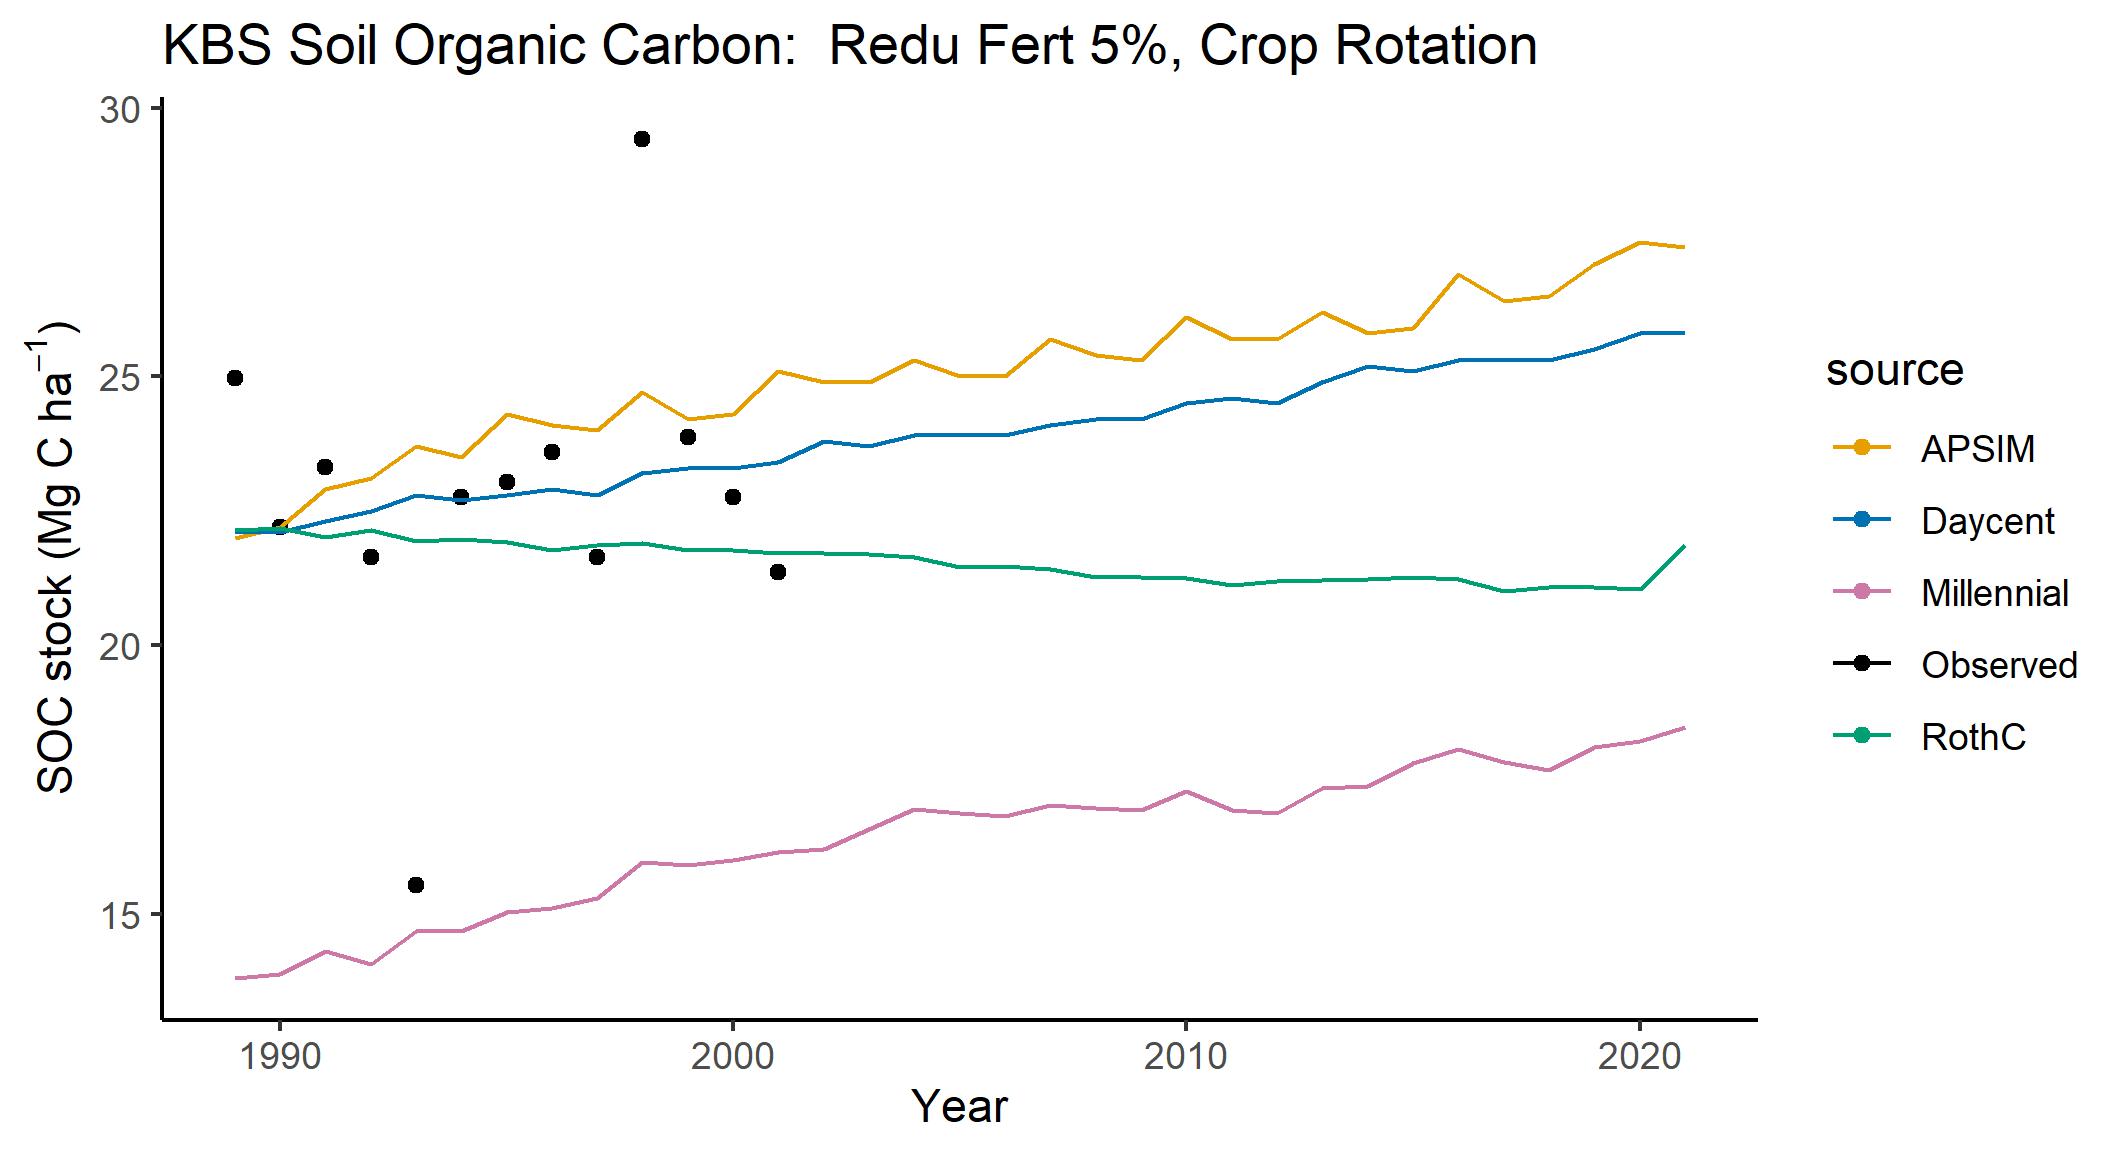 KBS Soil Organic Carbon:  Redu Fert 5%, Crop Rotation
SOC stock (Mg C ha⁻¹)
30
25
20
15
1990
2000
2010
2020
Year
source
APSIM
Daycent
Millennial
Observed
RothC